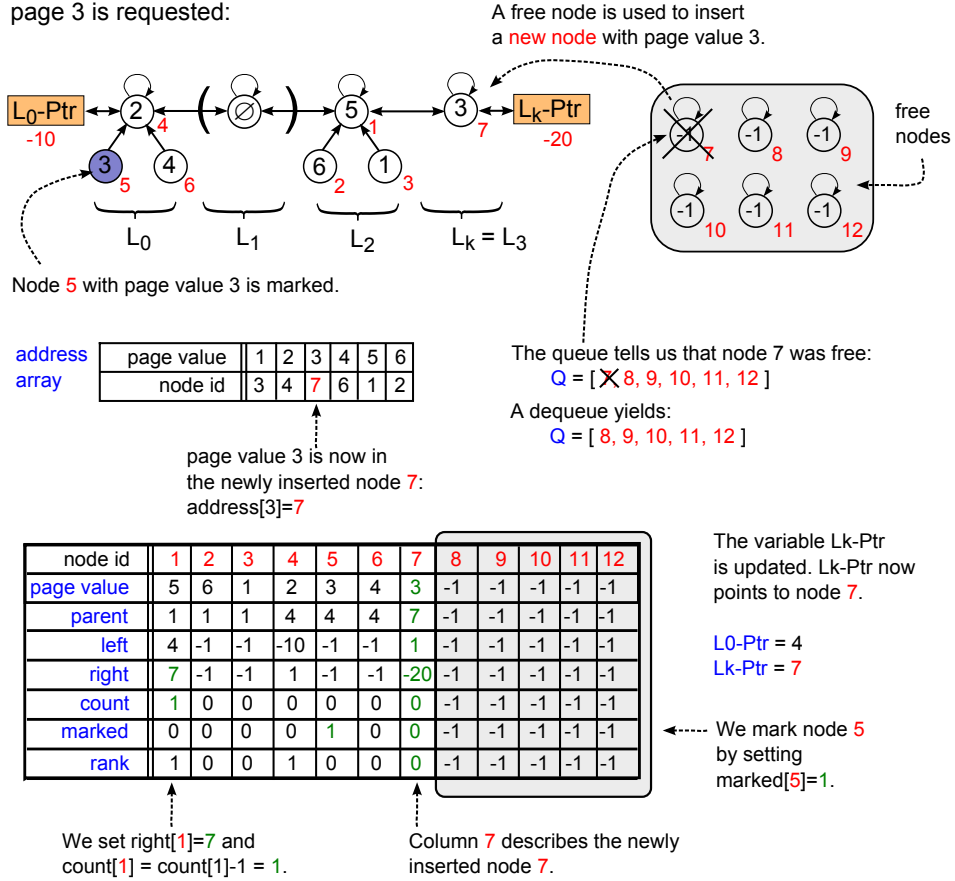 page 3 is requested:
A free node is used to insert
a new node with page value 3.
L0-Ptr
-10
2
4
( ∅ )
5
1
3
7
Lk-Ptr
-20
3
5
4
6
6
2
1
3
L0
L1
L2
Lk = L3
-1 7
-1 8
-1 9
-1 10
-1 11
-1 12
free
nodes
Node 5 with page value 3 is marked.
address
array
page value 1 2 3 4 5 6
node id 3 4 7 6 1 2
The queue tells us that node 7 was free:
Q = [ 7, 8, 9, 10, 11, 12 ]
A dequeue yields:
Q = [ 8, 9, 10, 11, 12 ]
page value 3 is now in
the newly inserted node 7:
address[3]=7
node id 1 2 3 4 5 6 7 8 9 10 11 12
page value 5 6 1 2 3 4 3 -1 -1 -1 -1 -1
parent 1 1 1 4 4 4 7 -1 -1 -1 -1 -1
left 4 -1 -1 -10 -1 -1 1 -1 -1 -1 -1 -1
right 7 -1 -1 1 -1 -1 -20 -1 -1 -1 -1 -1
count 1 0 0 0 0 0 0 -1 -1 -1 -1 -1
marked 0 0 0 0 1 0 0 -1 -1 -1 -1 -1
rank 1 0 0 1 0 0 0 -1 -1 -1 -1 -1
The variable Lk-Ptr
is updated. Lk-Ptr now
points to node 7.
L0-Ptr = 4
Lk-Ptr = 7
We mark node 5
by setting
marked[5]=1.
We set right[1]=7 and
count[1] = count[1]-1 = 1.
Column 7 describes the newly
inserted node 7.